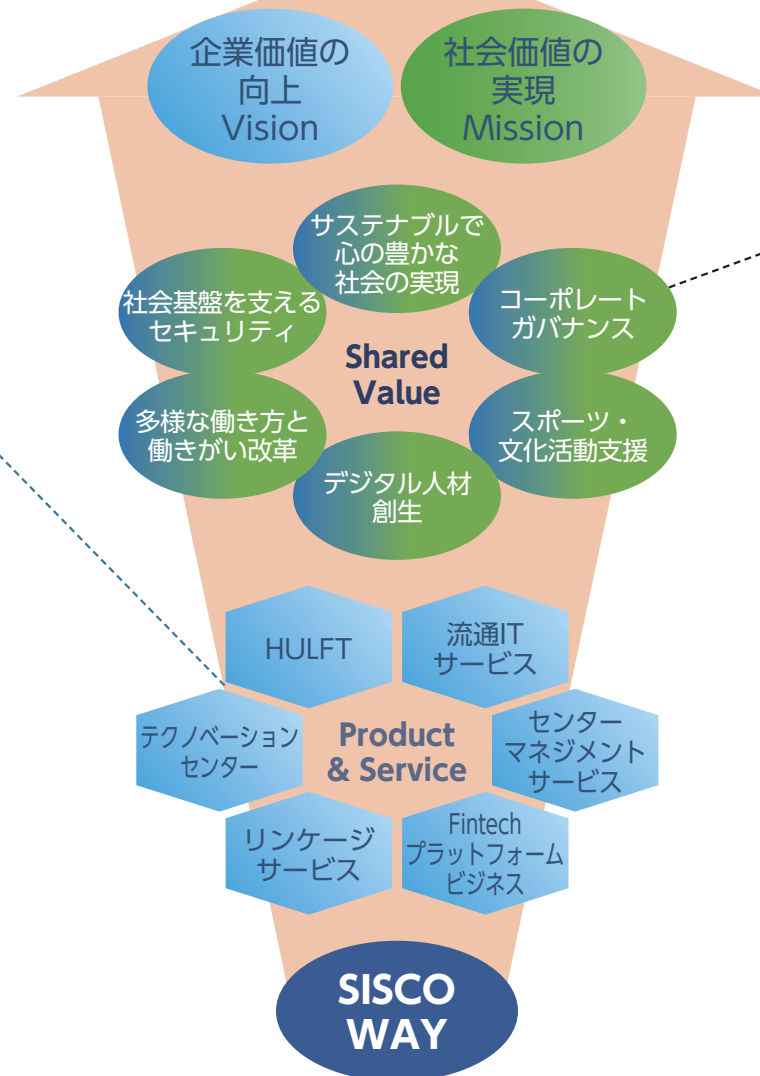 企業価値の
向上
Vision
社会価値の
実現
Mission
サステナブルで
心の豊かな
社会の実現
社会基盤を支える
セキュリティ
コーポレート
ガバナンス
Shared
Value
多様な働き方と
働きがい改革
スポーツ・
文化活動支援
デジタル人材
創生
HULFT
流通IT
サービス
テクノベーション
センター
Product
& Service
センター
マネジメント
サービス
リンケージ
サービス
Fintech
プラットフォーム
ビジネス
SISCO
WAY